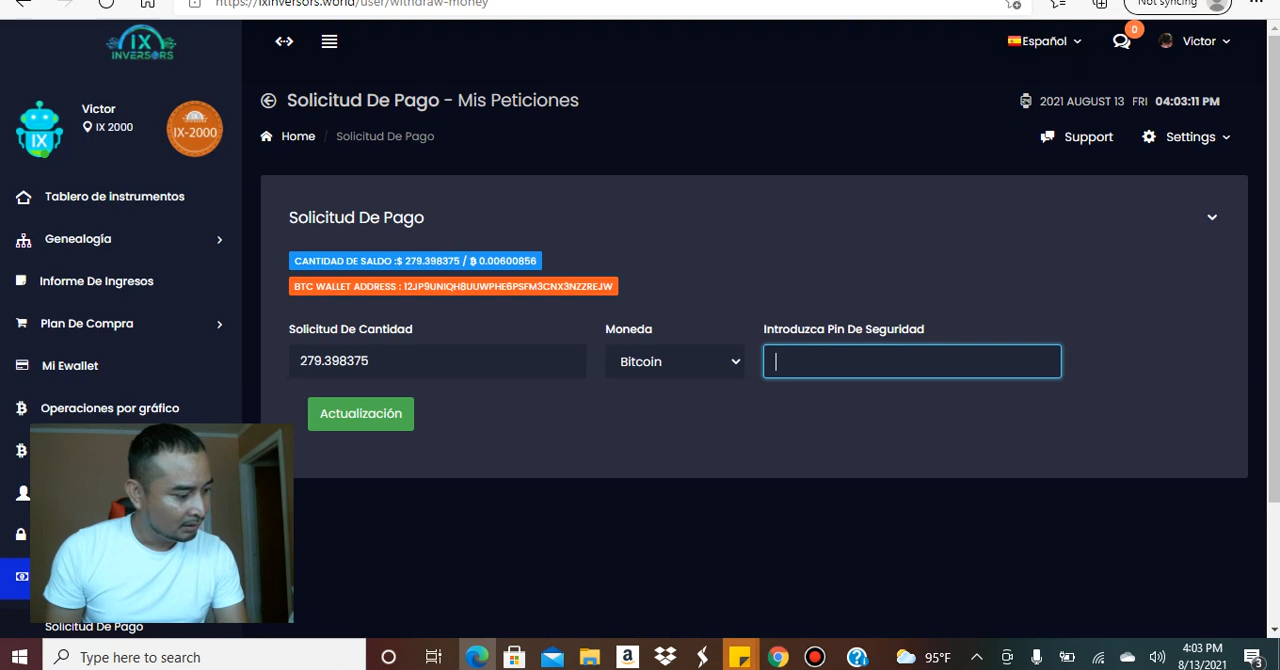 https://ixinversors.world/user/withdraw-money
Not syncing
iX
INVERSORS
Español
0
Victor
Victor
IX 2000
IX
IX-2000
Solicitud De Pago - Mis Peticiones
2021 AUGUST 13 FRI 04:03:11 PM
Home / Solicitud De Pago
Support
Settings
Tablero de instrumentos
Genealogía
Informe De Ingresos
Plan De Compra
Mi Ewallet
Operaciones por gráfico
Solicitud De Pago
Solicitud De Pago
CANTIDAD DE SALDO :$ 279.398375 / ₿ 0.00600856
BTC WALLET ADDRESS : 12JP9UNIQH8UUWPHE6PSFM3CNX3NZZREJW
Solicitud De Cantidad
Moneda
Introduzca Pin De Seguridad
279.398375
Bitcoin
Actualización
Type here to search
95°F
4:03 PM
8/13/2021
3